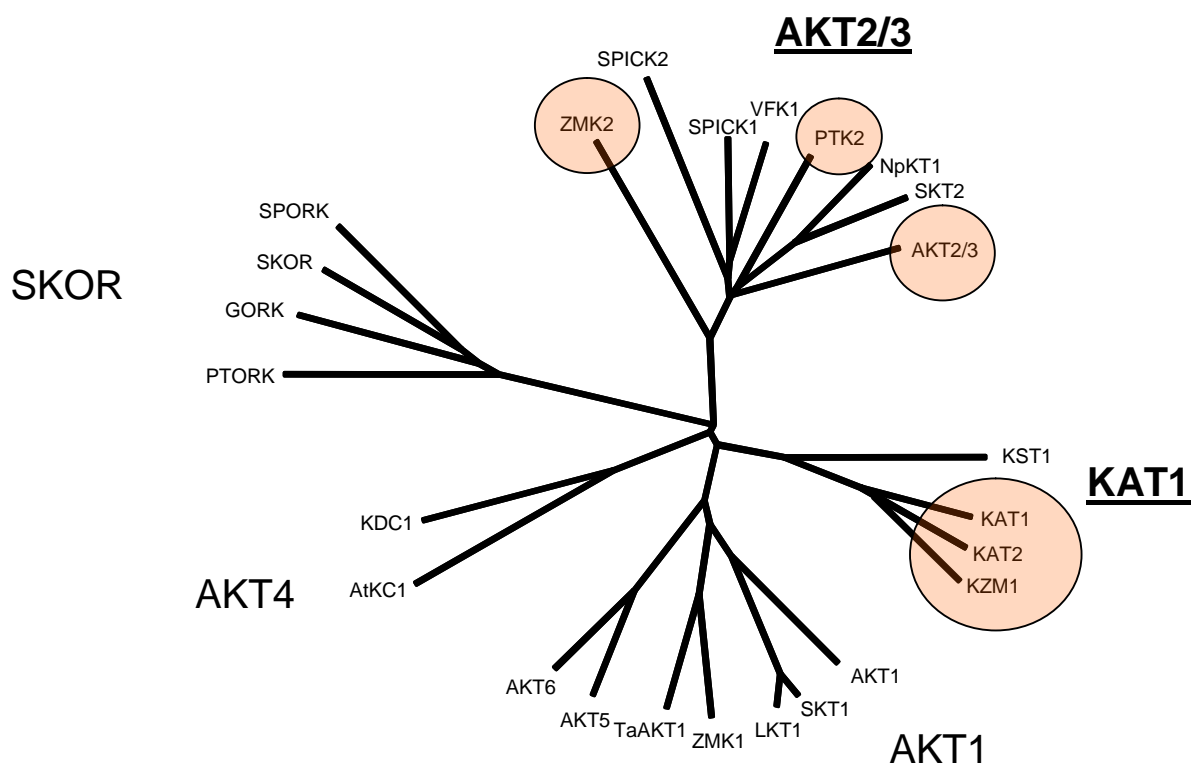 AKT2/3
SPICK2
ZMK2
SPICK1
VFK1
PTK2
NpKT1
SKT2
AKT2/3
SPORK
SKOR
GORK
PTORK
SKOR
KST1
KAT1
KAT1
KAT2
KZM1
KDC1
AtKC1
AKT4
AKT6
AKT5
TaAKT1
ZMK1
LKT1
SKT1
AKT1
AKT1